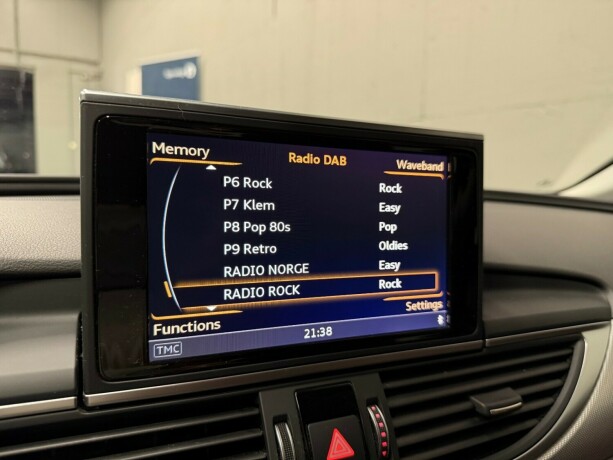 Memory
Radio DAB
Waveband
P6 Rock Rock
P7 Klem Easy
P8 Pop 80s Pop
P9 Retro Oldies
RADIO NORGE Easy
RADIO ROCK Rock
Settings
Functions
21:38
TMC